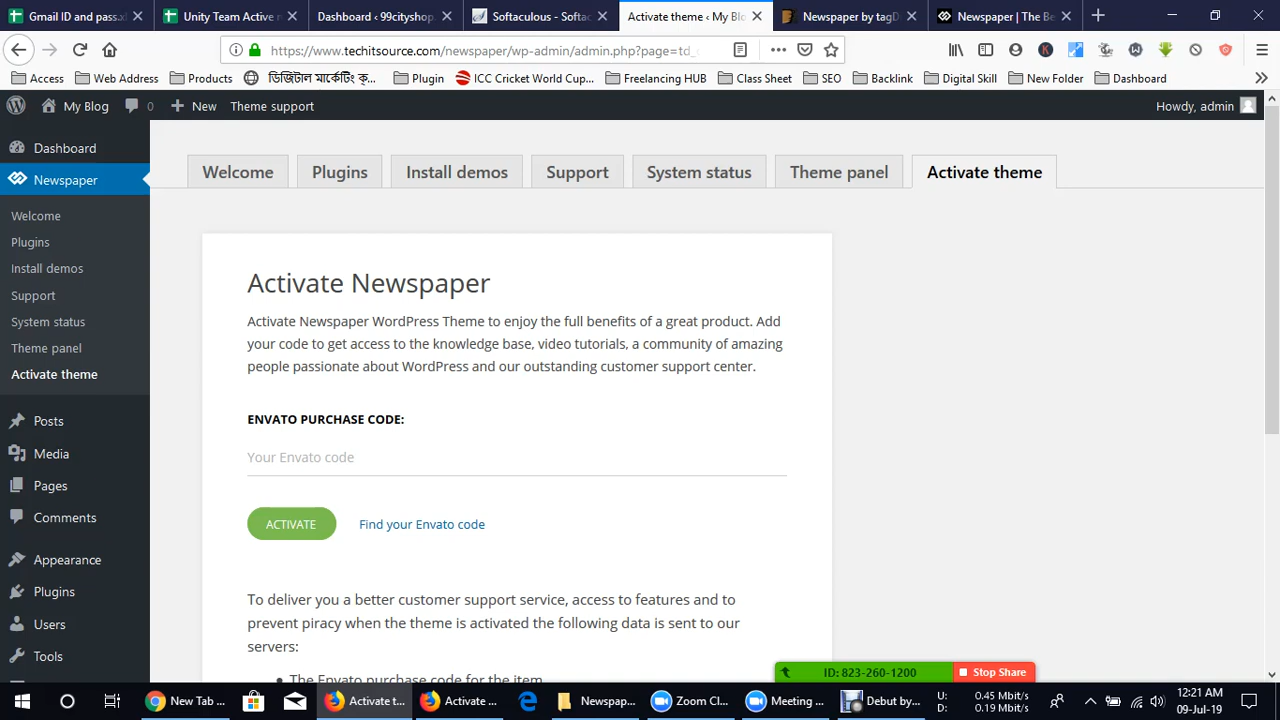 Gmail ID and pass.xl
Unity Team Active m
Dashboard ‹ 99cityshop.
Softaculous - Softac
Activate theme ‹ My Blo
Newspaper by tagD
Newspaper | The Be
https://www.techitsource.com/newspaper/wp-admin/admin.php?page=td_
Access
Web Address
Products
ডিজিটাল মার্কেটিং কৃ...
Plugin
ICC Cricket World Cup...
Freelancing HUB
Class Sheet
SEO
Backlink
Digital Skill
New Folder
Dashboard
My Blog
0
New
Theme support
Howdy, admin
Dashboard
Newspaper
Welcome
Plugins
Install demos
Support
System status
Theme panel
Activate theme
Posts
Media
Pages
Comments
Appearance
Plugins
Users
Tools
Welcome
Plugins
Install demos
Support
System status
Theme panel
Activate theme
Activate Newspaper
Activate Newspaper WordPress Theme to enjoy the full benefits of a great product. Add
your code to get access to the knowledge base, video tutorials, a community of amazing
people passionate about WordPress and our outstanding customer support center.
ENVATO PURCHASE CODE:
Your Envato code
ACTIVATE
Find your Envato code
To deliver you a better customer support service, access to features and to
prevent piracy when the theme is activated the following data is sent to our
servers:
• The Envato purchase code for the item
ID: 823-260-1200
Stop Share
New Tab
Activate t...
Activate ...
Newspap...
Zoom Cl...
Meeting ...
Debut by...
U: 0.45 Mbit/s
D: 0.19 Mbit/s
12:21 AM
09-Jul-19